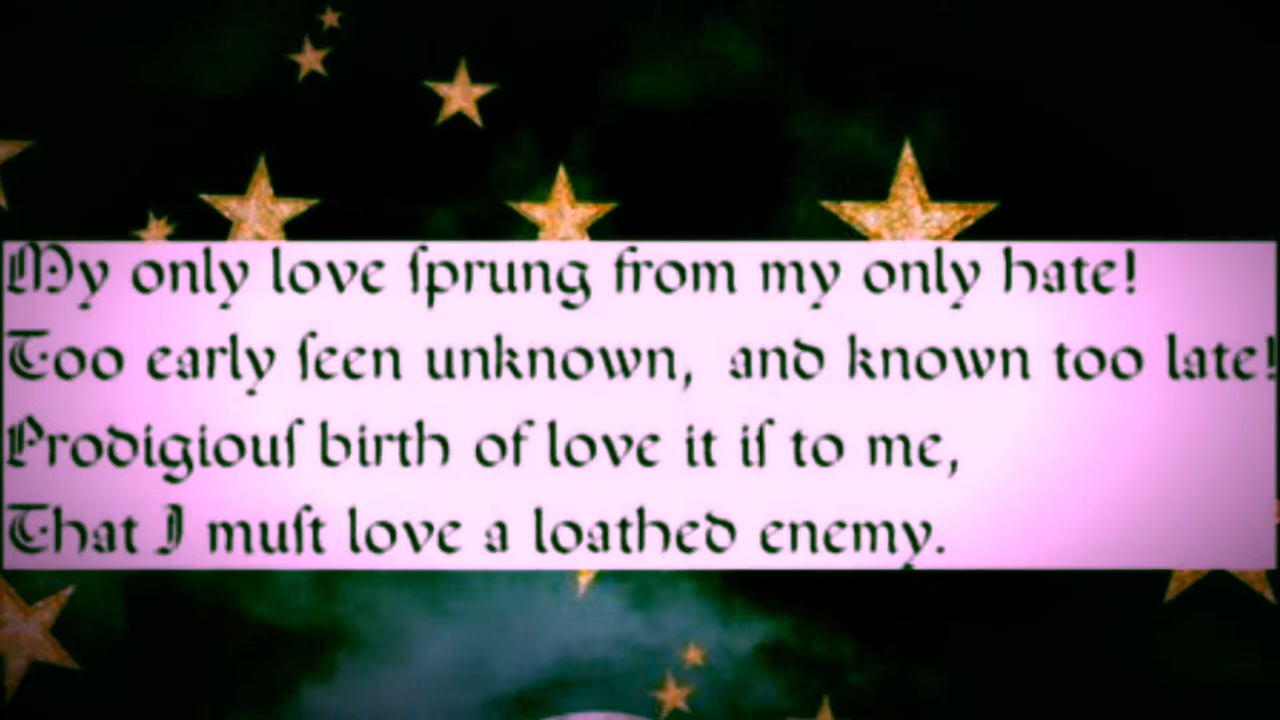 My only love ſprung from my only hate!
Too early ſeen unknown, and known too late!
Prodigiouſ birth of love it iſ to me,
That I muſt love a loathed enemy.